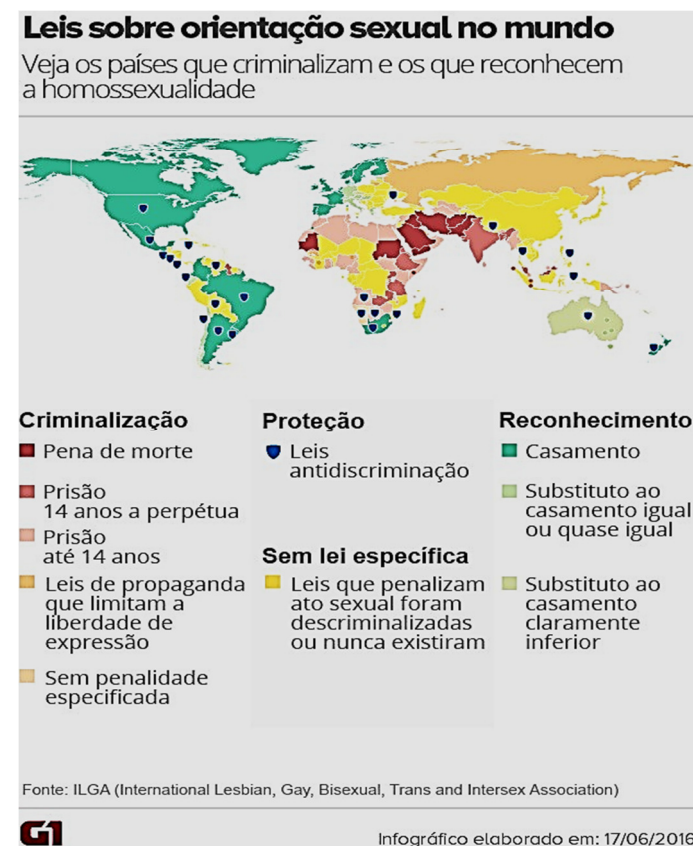 Leis sobre orientação sexual no mundo
Veja os países que criminalizam e os que reconhecem
a homossexualidade
Criminalização
Pena de morte
Prisão
14 anos a perpétua
Prisão
até 14 anos
Leis de propaganda
que limitam a
liberdade de
expressão
Sem penalidade
especificada
Proteção
Leis
antidiscriminação
Sem lei específica
Leis que penalizam
ato sexual foram
descriminalizadas
ou nunca existiram
Reconhecimento
Casamento
Substituto ao
casamento igual
ou quase igual
Substituto ao
casamento
claramente
inferior
Fonte: ILGA (International Lesbian, Gay, Bisexual, Trans and Intersex Association)
G1
Infográfico elaborado em: 17/06/2016